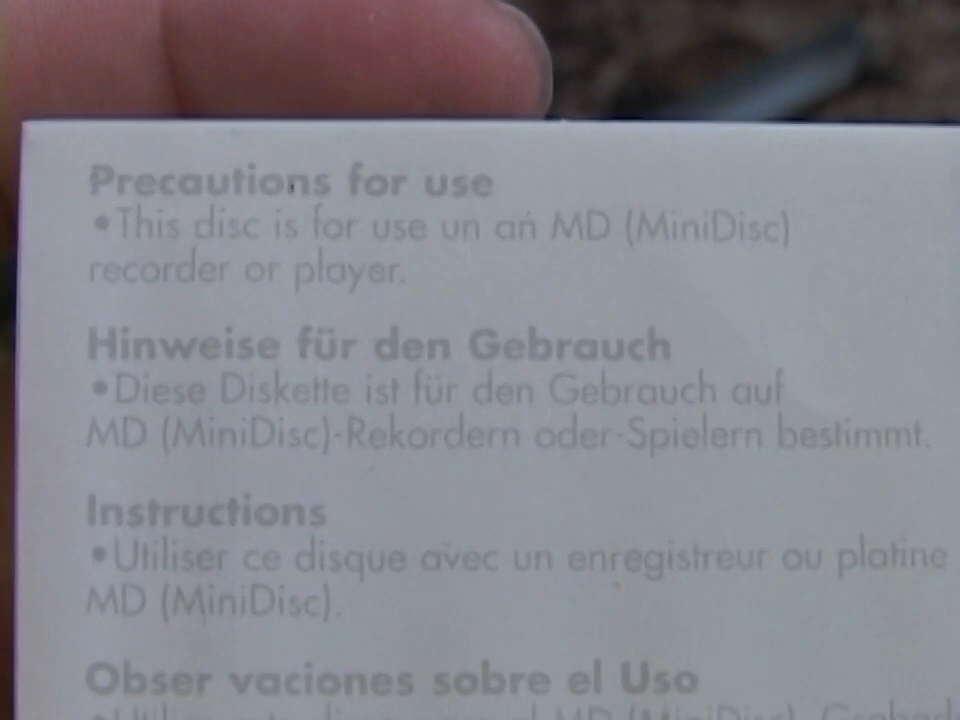 Precautions for use
•This disc is for use un an MD (MiniDisc)
recorder or player.
Hinweise für den Gebrauch
•Diese Diskette ist für den Gebrauch auf
MD (MiniDisc)-Rekordern oder-Spielern bestimmt.
Instructions
•Utiliser ce disque avec un enregistreur ou platine
MD (MiniDisc).
Obser vaciones sobre el Uso
MD (MiniDisc)